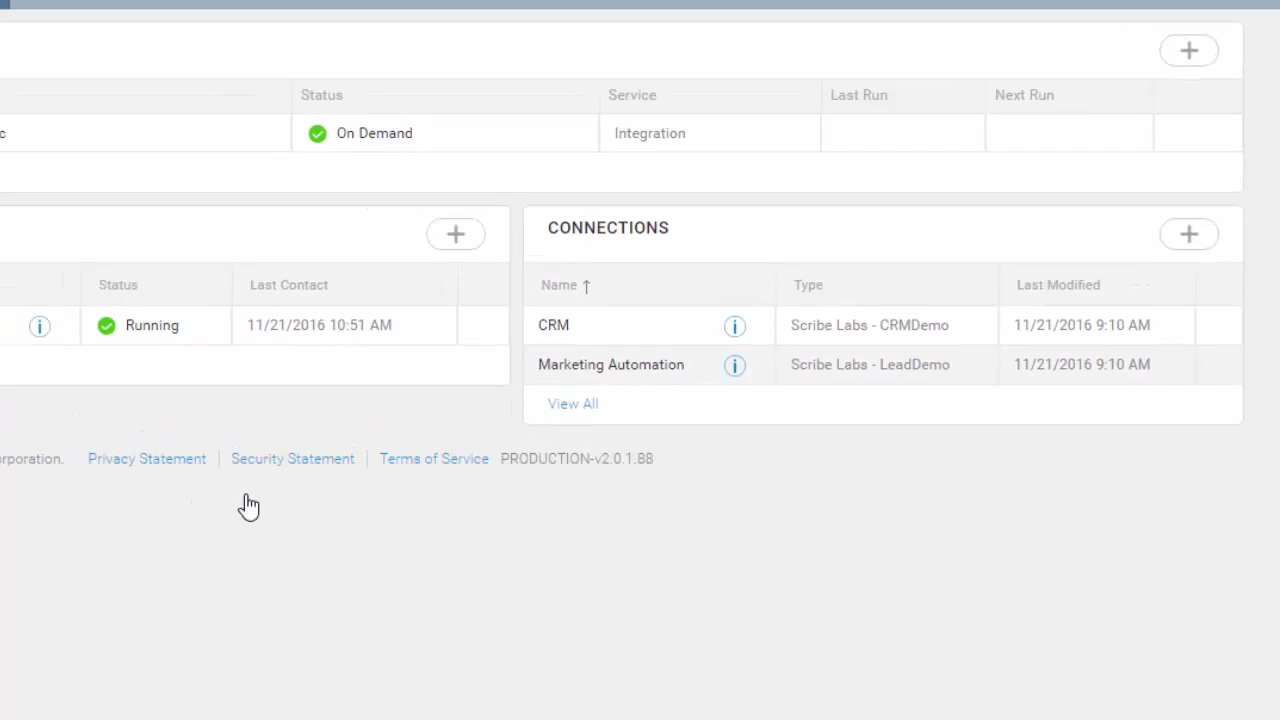 Status Service Last Run Next Run
c On Demand Integration
CONNECTIONS
Status Last Contact
Running 11/21/2016 10:51 AM
Name ↑ Type Last Modified
CRM Scribe Labs - CRMDemo 11/21/2016 9:10 AM
Marketing Automation Scribe Labs - LeadDemo 11/21/2016 9:10 AM
View All
orporation. Privacy Statement Security Statement Terms of Service PRODUCTION-v2.0.1.88